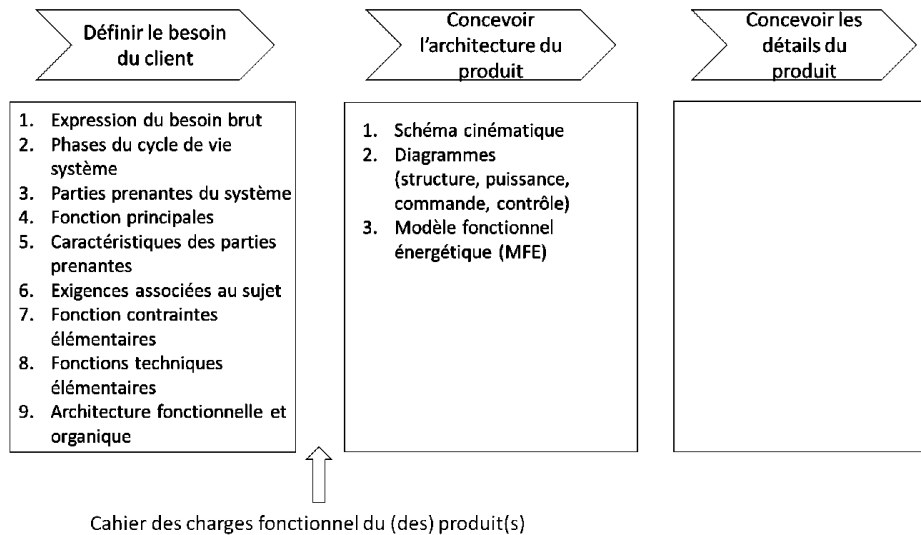 Définir le besoin
du client
Concevoir
l'architecture du
produit
Concevoir les
détails du
produit
1. Expression du besoin brut
2. Phases du cycle de vie
système
3. Parties prenantes du système
4. Fonction principales
5. Caractéristiques des parties
prenantes
6. Exigences associées au sujet
7. Fonction contraintes
élémentaires
8. Fonctions techniques
élémentaires
9. Architecture fonctionnelle et
organique
1. Schéma cinématique
2. Diagrammes
(structure, puissance,
commande, contrôle)
3. Modèle fonctionnel
énergétique (MFE)
Cahier des charges fonctionnel du (des) produit(s)